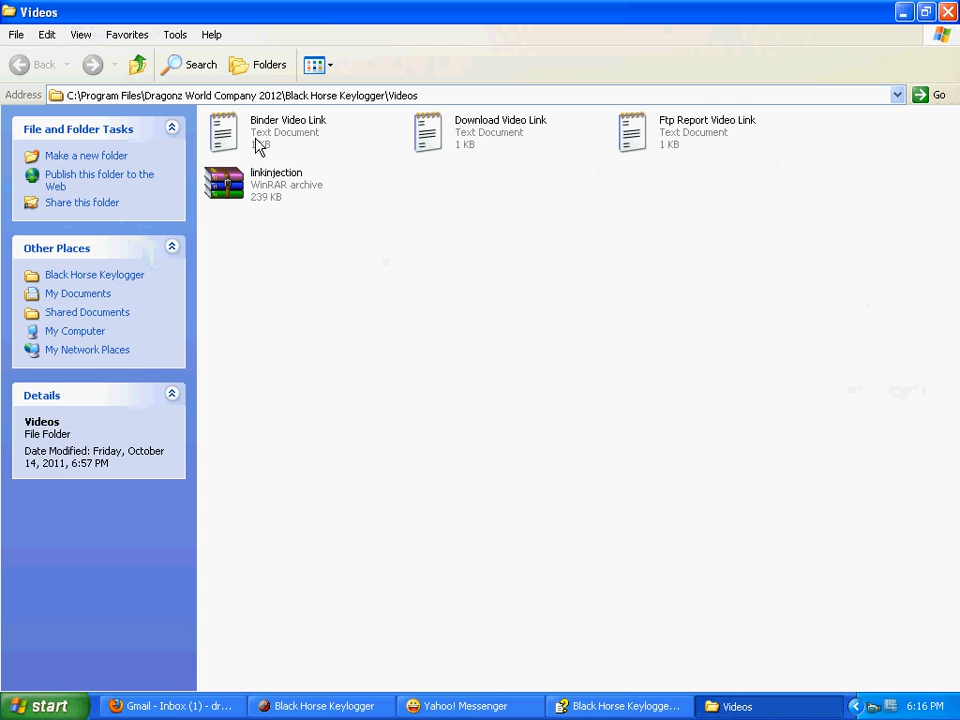 Videos
File Edit View Favorites Tools Help
Back Search Folders
Address C:\Program Files\Dragonz World Company 2012\Black Horse Keylogger\Videos Go
File and Folder Tasks
Make a new folder
Publish this folder to the
Web
Share this folder
Other Places
Black Horse Keylogger
My Documents
Shared Documents
My Computer
My Network Places
Details
Videos
File Folder
Date Modified: Friday, October
14, 2011, 6:57 PM
Binder Video Link
Text Document
1 KB
Download Video Link
Text Document
1 KB
Ftp Report Video Link
Text Document
1 KB
linkinjection
WinRAR archive
239 KB
start Gmail - Inbox (1) - dr... Black Horse Keylogger Yahoo! Messenger Black Horse Keylogge... Videos 6:16 PM